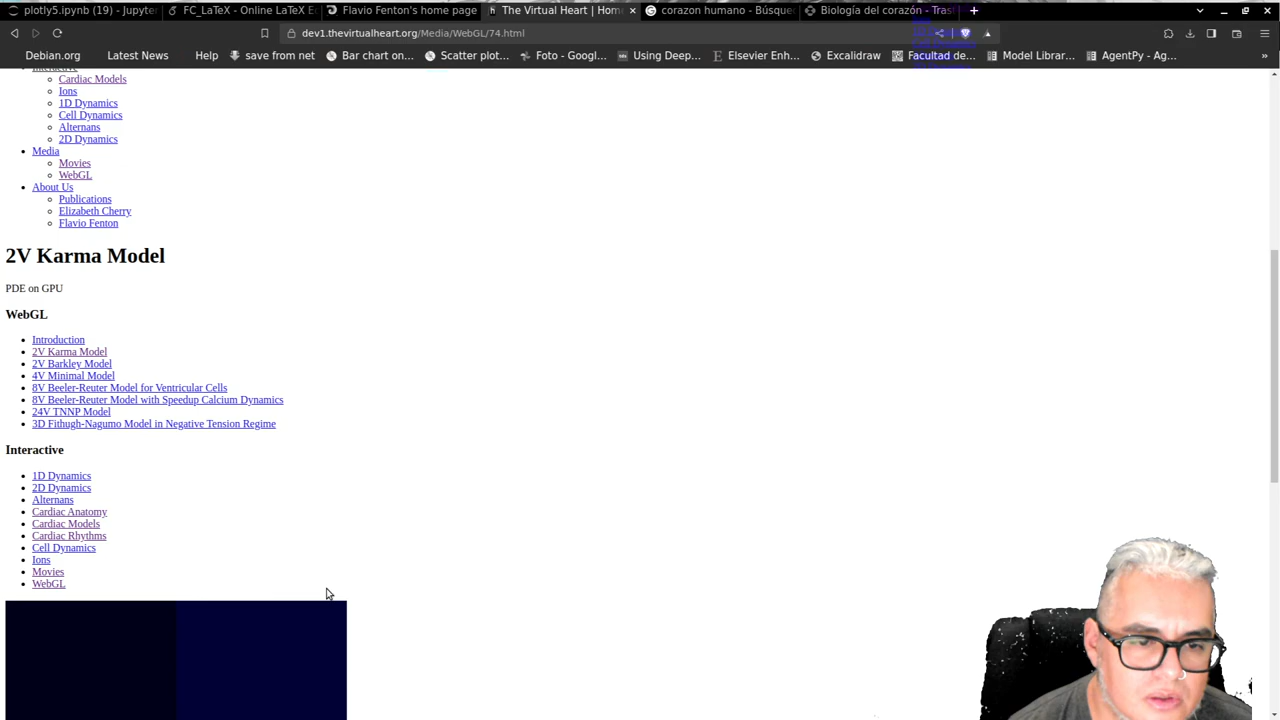 plotly5.ipynb (19) - Jupyte
FC_LaTeX - Online LaTeX E
Flavio Fenton's home page
The Virtual Heart | Hom
corazon humano - Búsque
Biología del corazón - Trast
dev1.thevirtualheart.org/Media/WebGL/74.html
Debian.org
Latest News
Help
save from net
Bar chart on...
Scatter plot...
Foto - Googl...
Using Deep...
Elsevier Enh...
Excalidraw
Facultad de...
Model Librar...
AgentPy - Ag...
»
Interactive
Cardiac Models
Ions
1D Dynamics
Cell Dynamics
Alternans
2D Dynamics
Media
Movies
WebGL
About Us
Publications
Elizabeth Cherry
Flavio Fenton
2V Karma Model
PDE on GPU
WebGL
Introduction
2V Karma Model
2V Barkley Model
4V Minimal Model
8V Beeler-Reuter Model for Ventricular Cells
8V Beeler-Reuter Model with Speedup Calcium Dynamics
24V TNNP Model
3D Fithugh-Nagumo Model in Negative Tension Regime
Interactive
1D Dynamics
2D Dynamics
Alternans
Cardiac Anatomy
Cardiac Models
Cardiac Rhythms
Cell Dynamics
Ions
Movies
WebGL